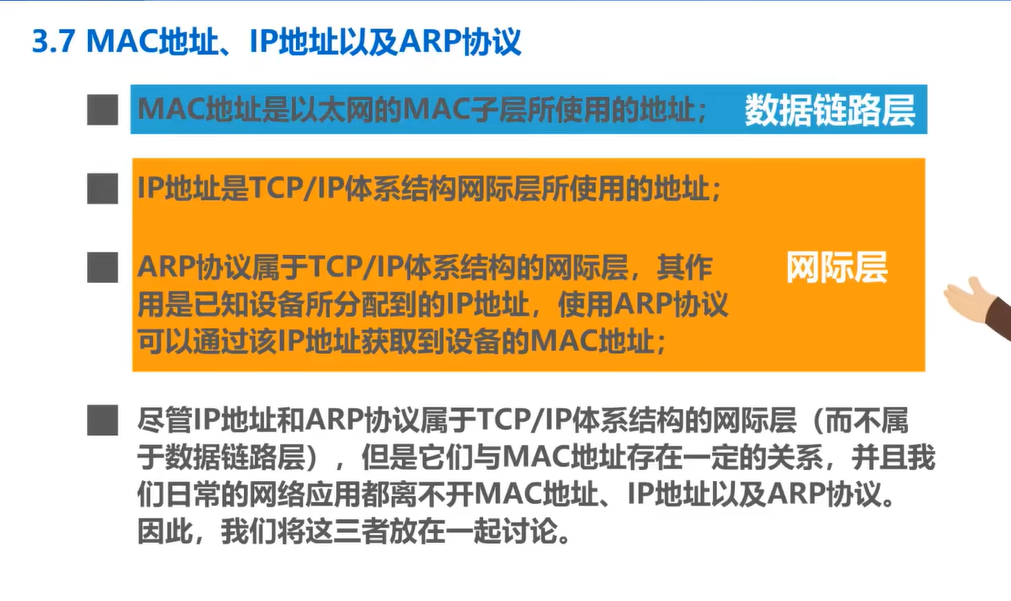 3.7 MAC地址、IP地址以及ARP协议
MAC地址是以太网的MAC子层所使用的地址；
数据链路层
IP地址是TCP/IP体系结构网际层所使用的地址；
ARP协议属于TCP/IP体系结构的网际层，其作
用是已知设备所分配到的IP地址，使用ARP协议
可以通过该IP地址获取到设备的MAC地址；
网际层
尽管IP地址和ARP协议属于TCP/IP体系结构的网际层（而不属
于数据链路层），但是它们与MAC地址存在一定的关系，并且我
们日常的网络应用都离不开MAC地址、IP地址以及ARP协议。
因此，我们将这三者放在一起讨论。